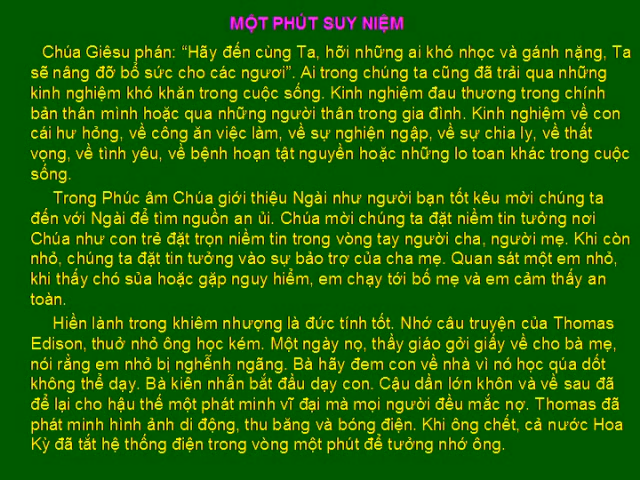 MỘT PHÚT SUY NIỆM
Chúa Giêsu phán: “Hãy đến cùng Ta, hỡi những ai khó nhọc và gánh nặng, Ta
sẽ nâng đỡ bổ sức cho các ngươi”. Ai trong chúng ta cũng đã trải qua những
kinh nghiệm khó khăn trong cuộc sống. Kinh nghiệm đau thương trong chính
bản thân mình hoặc qua những người thân trong gia đình. Kinh nghiệm về con
cái hư hỏng, về công ăn việc làm, về sự nghiện ngập, về sự chia ly, về thất
vọng, về tình yêu, về bệnh hoạn tật nguyền hoặc những lo toan khác trong cuộc
sống.
Trong Phúc âm Chúa giới thiệu Ngài như người bạn tốt kêu mời chúng ta
đến với Ngài để tìm nguồn an ủi. Chúa mời chúng ta đặt niềm tin tưởng nơi
Chúa như con trẻ đặt trọn niềm tin trong vòng tay người cha, người mẹ. Khi còn
nhỏ, chúng ta đặt tin tưởng vào sự bảo trợ của cha mẹ. Quan sát một em nhỏ,
khi thấy chó sủa hoặc gặp nguy hiểm, em chạy tới bố mẹ và em cảm thấy an
toàn.
Hiền lành trong khiêm nhượng là đức tính tốt. Nhớ câu truyện của Thomas
Edison, thuở nhỏ ông học kém. Một ngày nọ, thầy giáo gởi giấy về cho bà mẹ,
nói rằng em nhỏ bị nghễnh ngãng. Bà hãy đem con về nhà vì nó học qúa dốt
không thể dạy. Bà kiên nhẫn bắt đầu dạy con. Cậu dần lớn khôn và về sau đã
để lại cho hậu thế một phát minh vĩ đại mà mọi người đều mắc nợ. Thomas đã
phát minh hình ảnh di động, thu băng và bóng điện. Khi ông chết, cả nước Hoa
Kỳ đã tắt hệ thống điện trong vòng một phút để tưởng nhớ ông.